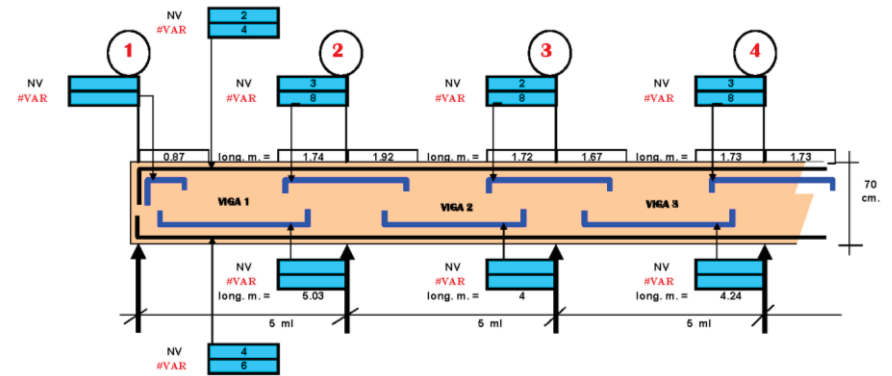 NV 2
#VAR 4
1 2 3 4
NV 3 NV 2 NV 3
#VAR #VAR 8 #VAR 8 #VAR 8
0.87 long. m. = 1.74 1.92 long. m. = 1.72 1.67 long. m. = 1.73 1.73
VIGA 1 VIGA 2 VIGA 3
70
cm.
NV NV NV
#VAR #VAR #VAR
long. m. = 5.03 long. m. = 4 long. m. = 4.24
5 ml 5 ml 5 ml
NV 4
#VAR 6